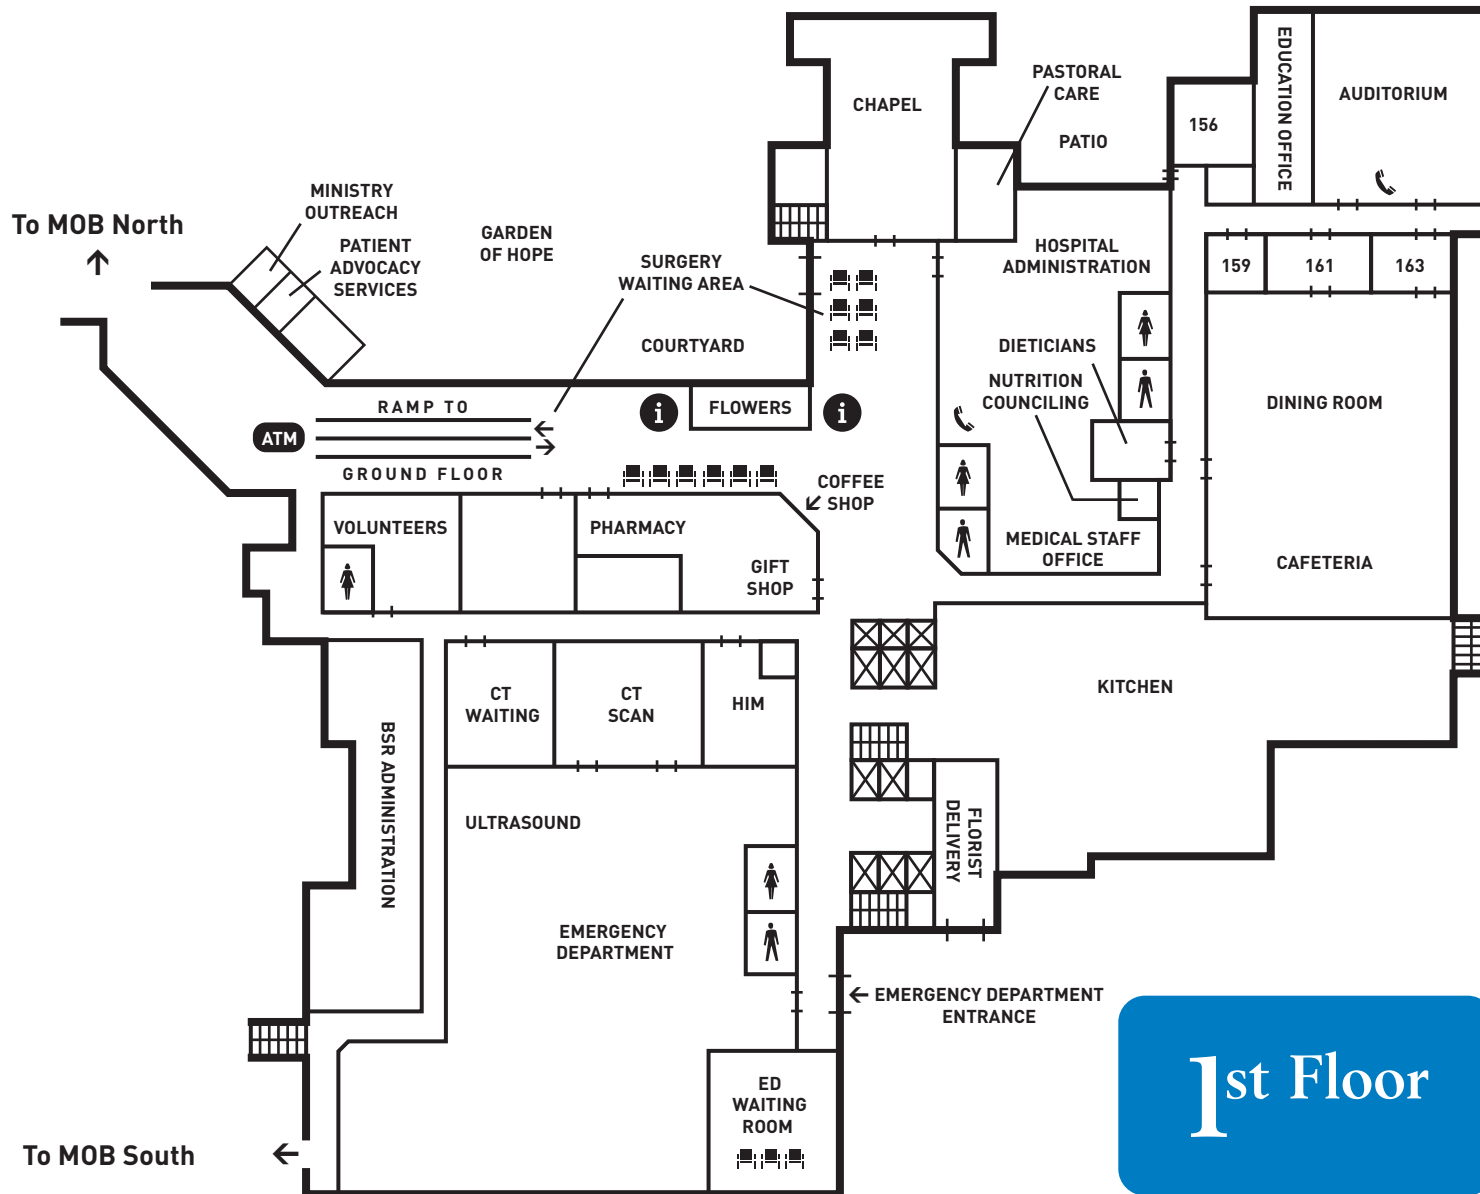 CHAPEL
PASTORAL
CARE
PATIO
156
EDUCATION OFFICE
AUDITORIUM
MINISTRY
OUTREACH
To MOB North
PATIENT
ADVOCACY
SERVICES
GARDEN
OF HOPE
SURGERY
WAITING AREA
HOSPITAL
ADMINISTRATION
159
161
163
COURTYARD
DIETICIANS
NUTRITION
COUNCILING
DINING ROOM
RAMP TO
ATM
GROUND FLOOR
i
FLOWERS
i
COFFEE
SHOP
VOLUNTEERS
PHARMACY
GIFT
SHOP
MEDICAL STAFF
OFFICE
CAFETERIA
CT
WAITING
CT
SCAN
HIM
KITCHEN
BSR ADMINISTRATION
ULTRASOUND
FLORIST
DELIVERY
EMERGENCY
DEPARTMENT
EMERGENCY DEPARTMENT
ENTRANCE
ED
WAITING
ROOM
To MOB South
1st Floor